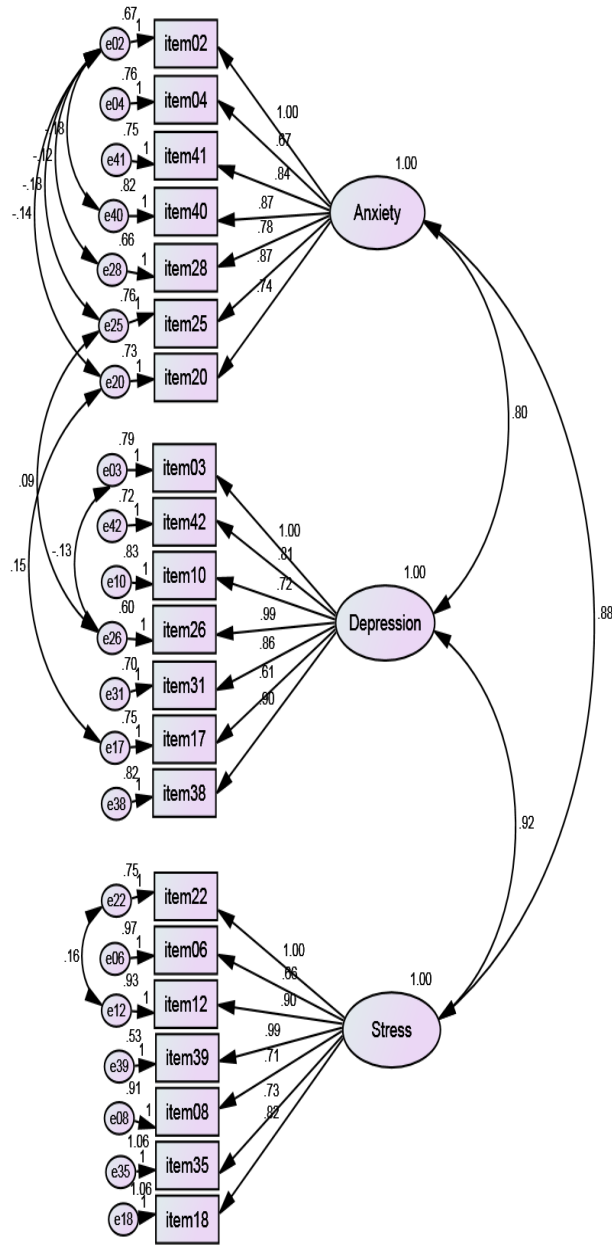 .67
e02 1 item02
.76
e04 1 item04
1.00
.75
e41 1 item41
.67
.84
1.00
-.18
-.12
.82
e40 1 item40
.87
Anxiety
-.18
-.14
.66
e28 1 item28
.78
.87
.76
e25 1 item25
.74
.73
e20 1 item20
.80
.79
e03 1 item03
.09
.72
e42 1 item42
1.00
.81
-.13
.83
e10 1 item10
.72
1.00
.15
.60
e26 1 item26
.99
Depression
.88
.86
.70
e31 1 item31
.61
.90
.75
e17 1 item17
.82
e38 1 item38
.92
.75
e22 1 item22
.16
.97
e06 1 item06
1.00
.66
.93
e12 1 item12
.90
1.00
.53
e39 1 item39
.99
Stress
.71
.91
e08 1 item08
.73
.82
1.06
e35 1 item35
1.06
e18 1 item18